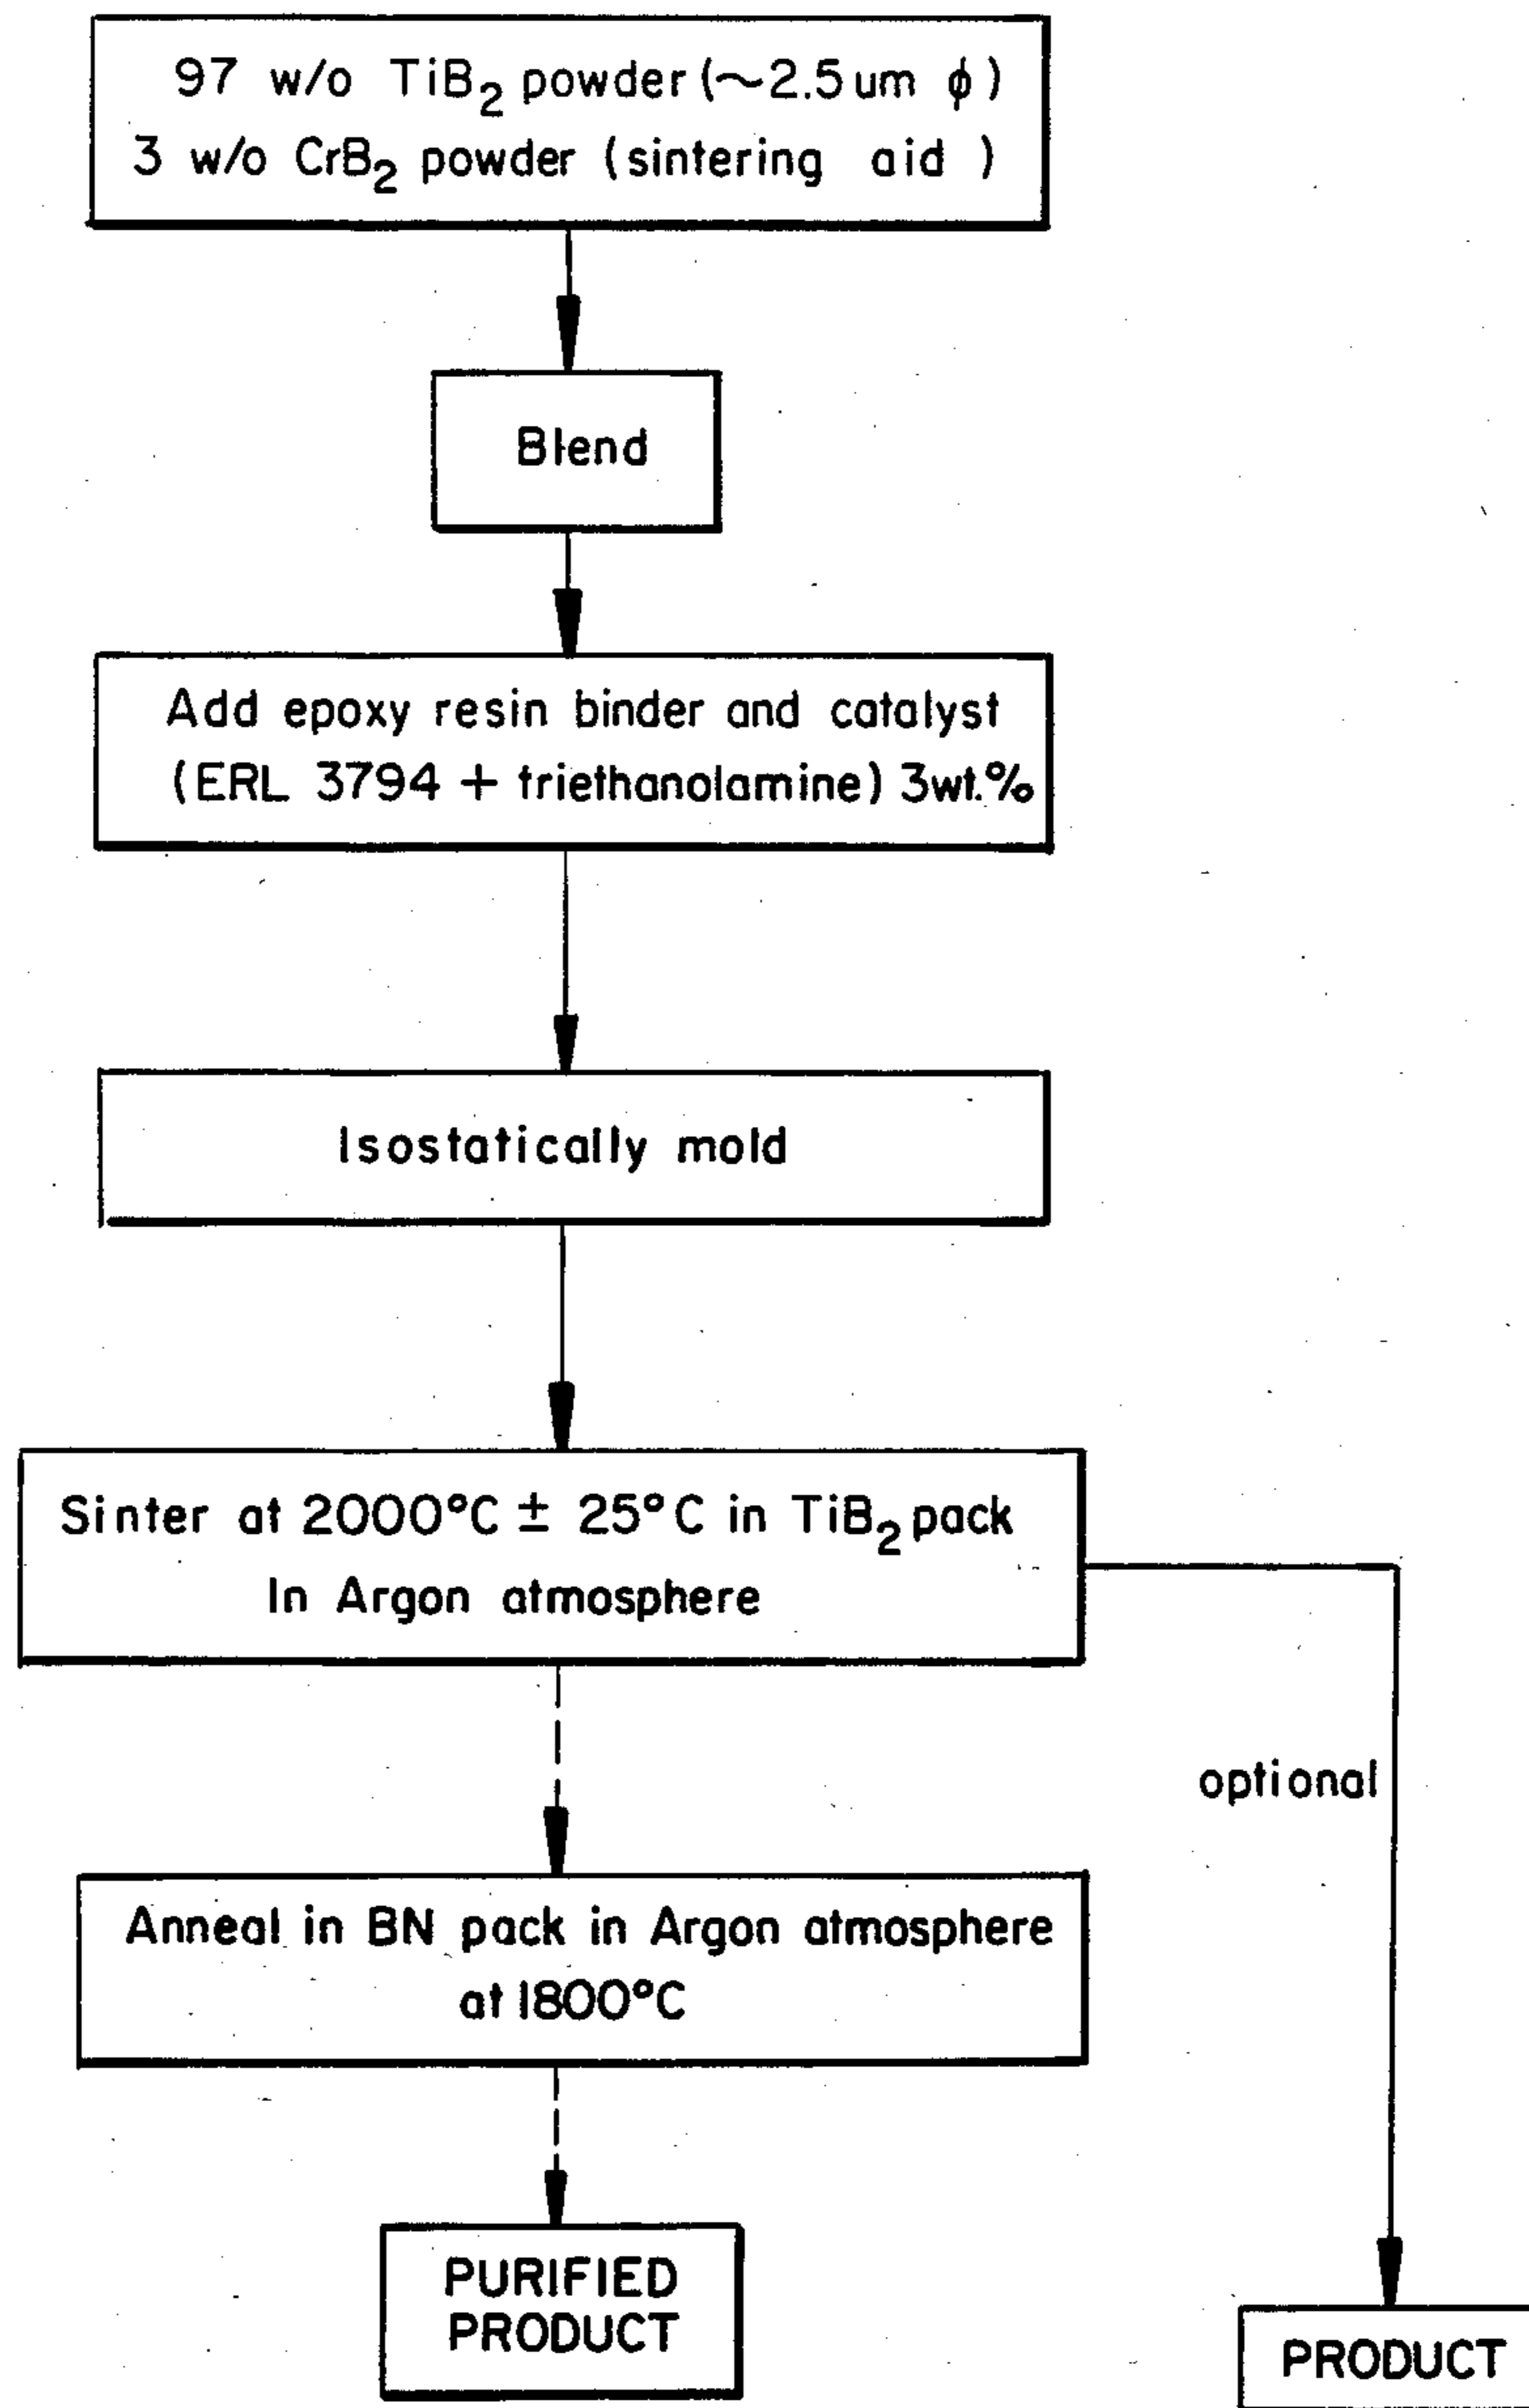 97 w/o TiB2 powder (~2.5um ϕ)
3 w/o CrB2 powder (sintering aid )
Blend
Add epoxy resin binder and catalyst
(ERL 3794 + triethanolamine) 3wt.%
Isostatically mold
Sinter at 2000°C ± 25°C in TiB2 pack
In Argon atmosphere
optional
Anneal in BN pack in Argon atmosphere
at 1800°C
PURIFIED
PRODUCT
PRODUCT